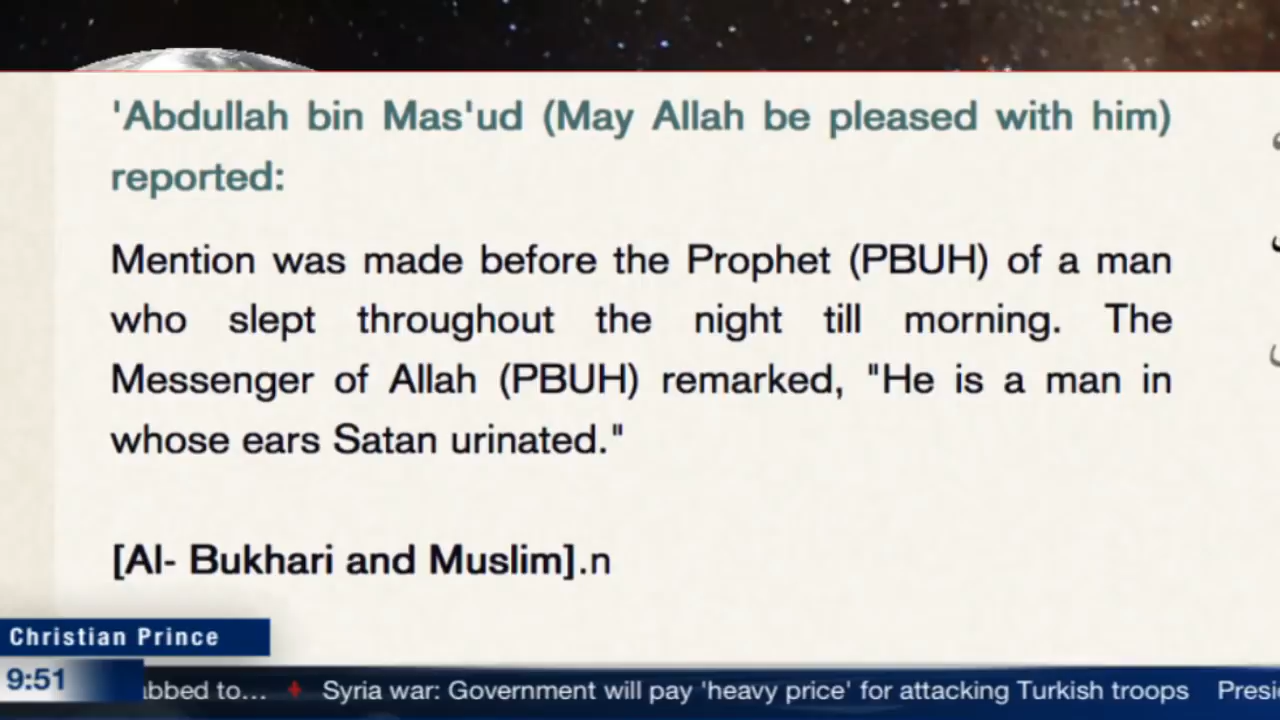 'Abdullah bin Mas'ud (May Allah be pleased with him)
reported:
Mention was made before the Prophet (PBUH) of a man
who slept throughout the night till morning. The
Messenger of Allah (PBUH) remarked, "He is a man in
whose ears Satan urinated."
[Al- Bukhari and Muslim].n
Christian Prince
9:51
abbed to... Syria war: Government will pay 'heavy price' for attacking Turkish troops